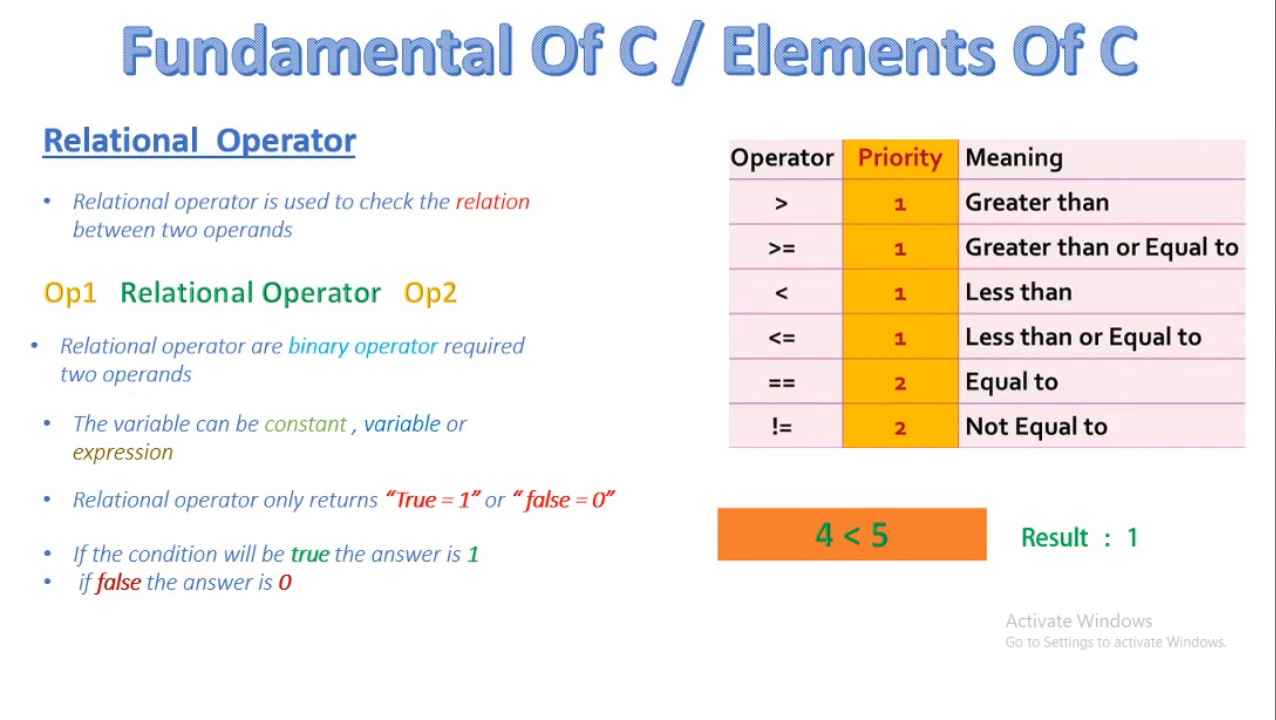 Fundamental Of C / Elements Of C
Relational Operator
• Relational operator is used to check the relation
between two operands
Op1 Relational Operator Op2
• Relational operator are binary operator required
two operands
• The variable can be constant , variable or
expression
• Relational operator only returns “True = 1” or “ false = 0”
• If the condition will be true the answer is 1
• if false the answer is 0
Operator Priority Meaning
> 1 Greater than
>= 1 Greater than or Equal to
< 1 Less than
<= 1 Less than or Equal to
== 2 Equal to
!= 2 Not Equal to
4 < 5 Result : 1
Activate Windows
Go to Settings to activate Windows.